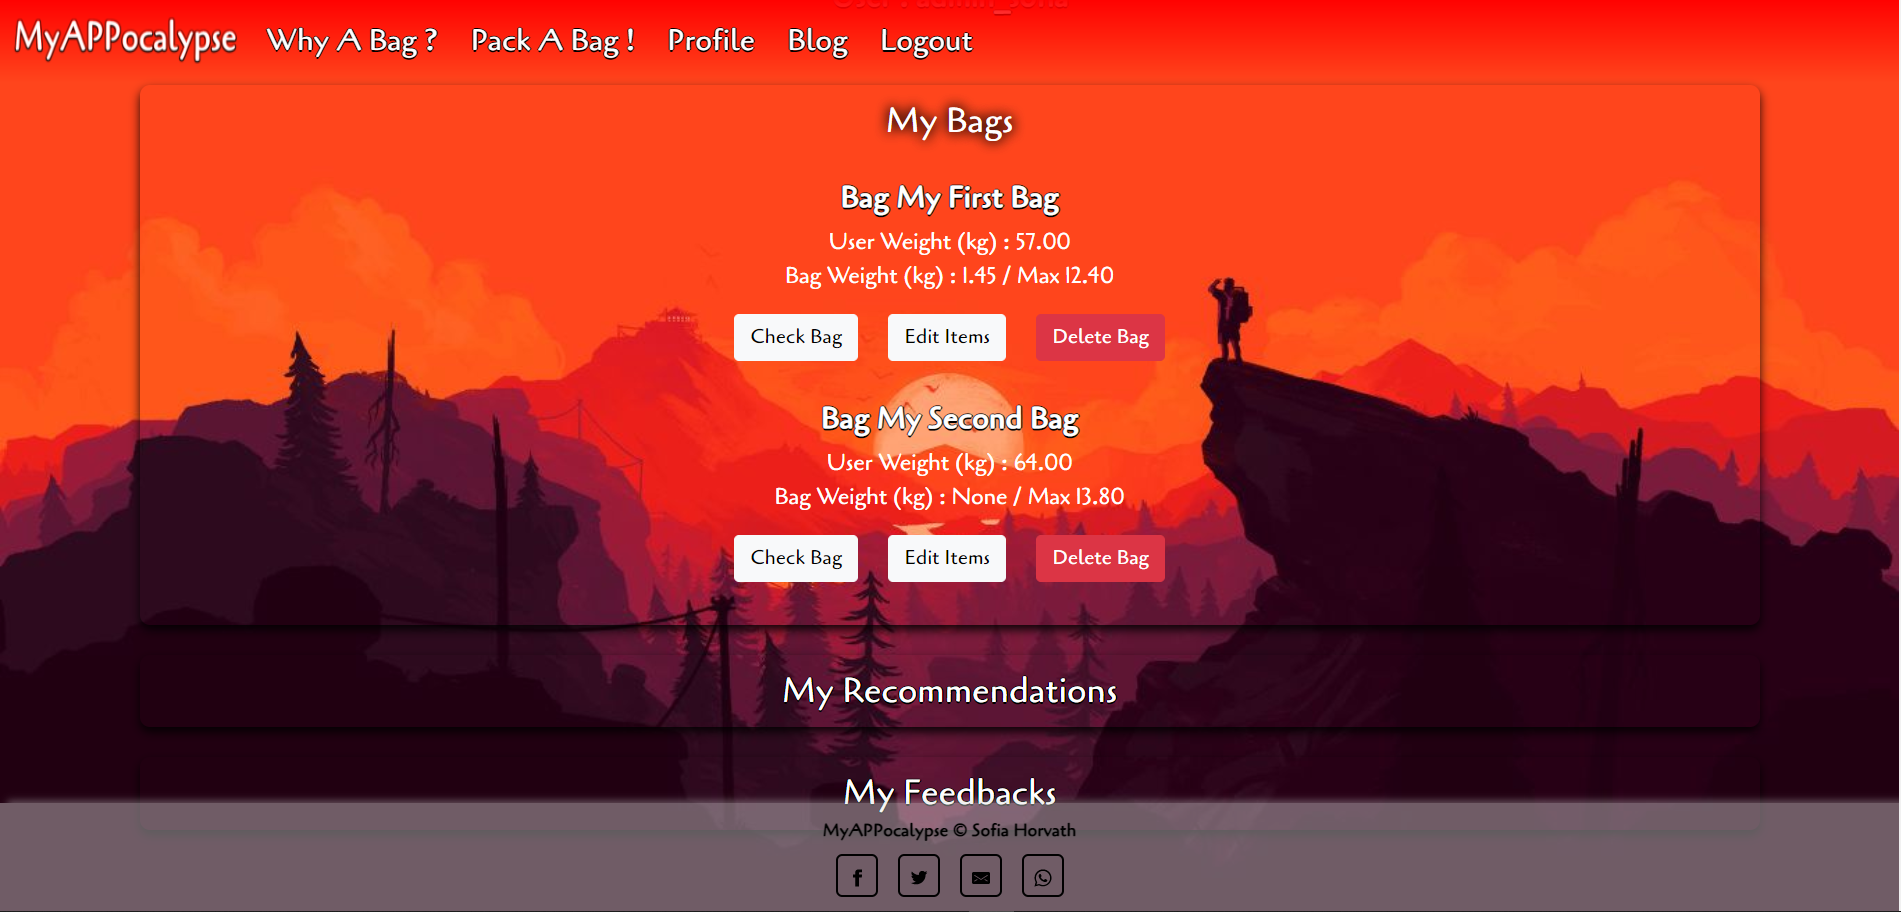 User : admin_sofia
MyAPPocalypse Why A Bag ? Pack A Bag ! Profile Blog Logout
My Bags
Bag My First Bag
User Weight (kg) : 57.00
Bag Weight (kg) : 1.45 / Max 12.40
Check Bag Edit Items Delete Bag
Bag My Second Bag
User Weight (kg) : 64.00
Bag Weight (kg) : None / Max 13.80
Check Bag Edit Items Delete Bag
My Recommendations
My Feedbacks
MyAPPocalypse © Sofia Horvath